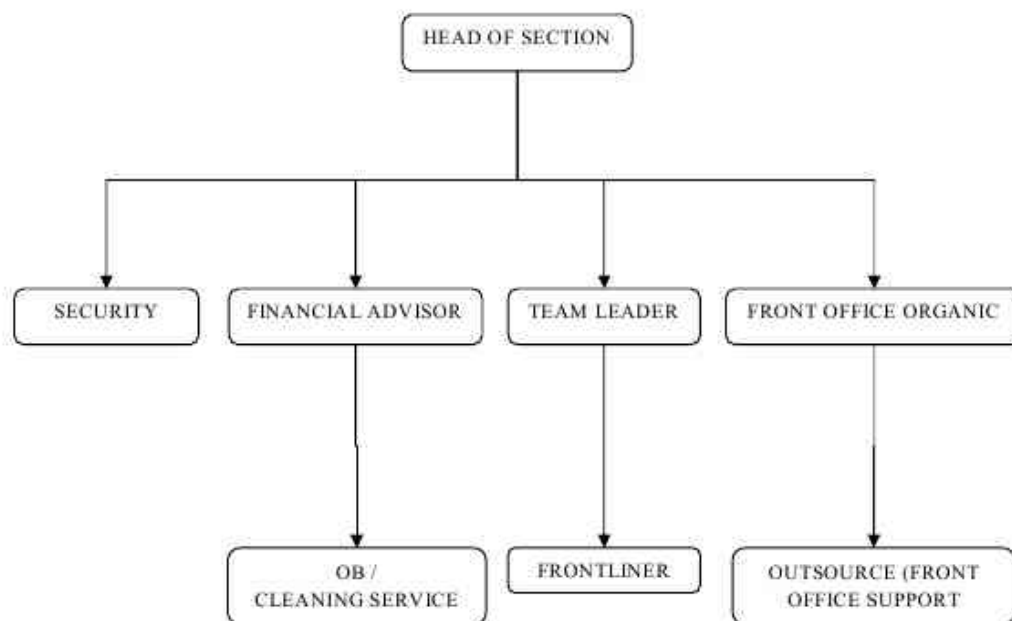 HEAD OF SECTION
SECURITY
FINANCIAL ADVISOR
TEAM LEADER
FRONT OFFICE ORGANIC
OB /
CLEANING SERVICE
FRONTLINER
OUTSOURCE (FRONT
OFFICE SUPPORT